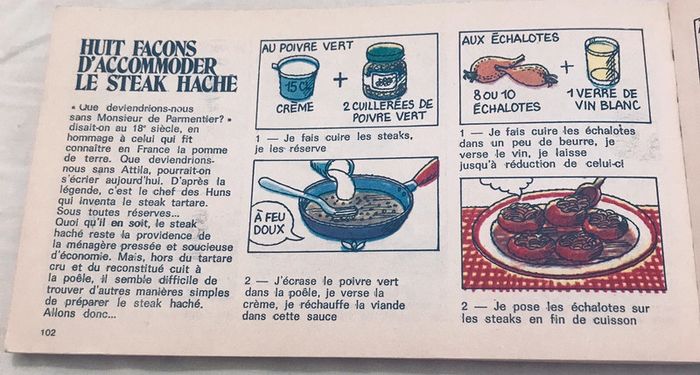 HUIT FACONS
D'ACCOMMODER
LE STEAK HACHÉ
« Que deviendrions-nous
sans Monsieur de Parmentier? »
disait-on au 18e siècle, en
hommage à celui qui fit
connaître en France la pomme
de terre. Que deviendrions-
nous sans Attila, pourrait-on
s'écrier aujourd'hui. D'après la
légende, c'est le chef des Huns
qui inventa le steak tartare.
Sous toutes réserves...
Quoi qu'il en soit, le steak
haché reste la providence de
la ménagère pressée et soucieuse
d'économie. Mais, hors du tartare
cru et du reconstitué cuit à
la poêle, il semble difficile de
trouver d'autres manières simples
de préparer le steak haché.
Allons donc...
102
AU POIVRE VERT
15 CL
+
CRÈME
2 CUILLERÉES DE
POIVRE VERT
1 — Je fais cuire les steaks,
je les réserve
À FEU
DOUX
2 — J'écrase le poivre vert
dans la poêle, je verse la
crème, je réchauffe la viande
dans cette sauce
AUX ÉCHALOTES
+
8 OU 10
ÉCHALOTES
1 VERRE DE
VIN BLANC
1 — Je fais cuire les échalotes
dans un peu de beurre, je
verse le vin, je laisse
jusqu'à réduction de celui-ci
2 — Je pose les échalotes sur
les steaks en fin de cuisson